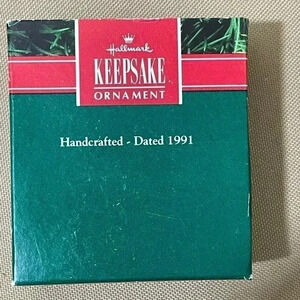 Hallmark
KEEPSAKE
ORNAMENT
Handcrafted - Dated 1991